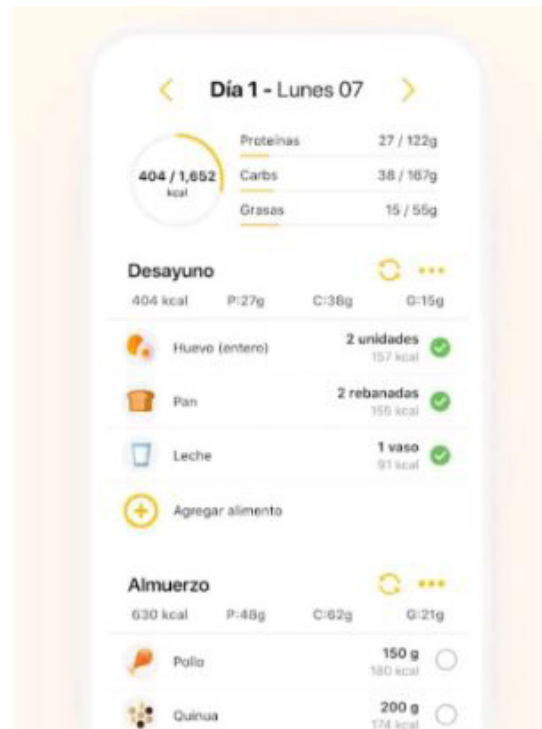 Día 1 - Lunes 07
Proteínas 27 / 122g
404 / 1,652
kcal
Carbs 38 / 167g
Grasas 15 / 55g
Desayuno
404 kcal P:27g C:38g G:15g
Huevo (entero) 2 unidades
157 kcal
Pan 2 rebanadas
156 kcal
Leche 1 vaso
91 kcal
Agregar alimento
Almuerzo
630 kcal P:48g C:62g G:21g
Pollo 150 g
180 kcal
Quinua 200 g
174 kcal